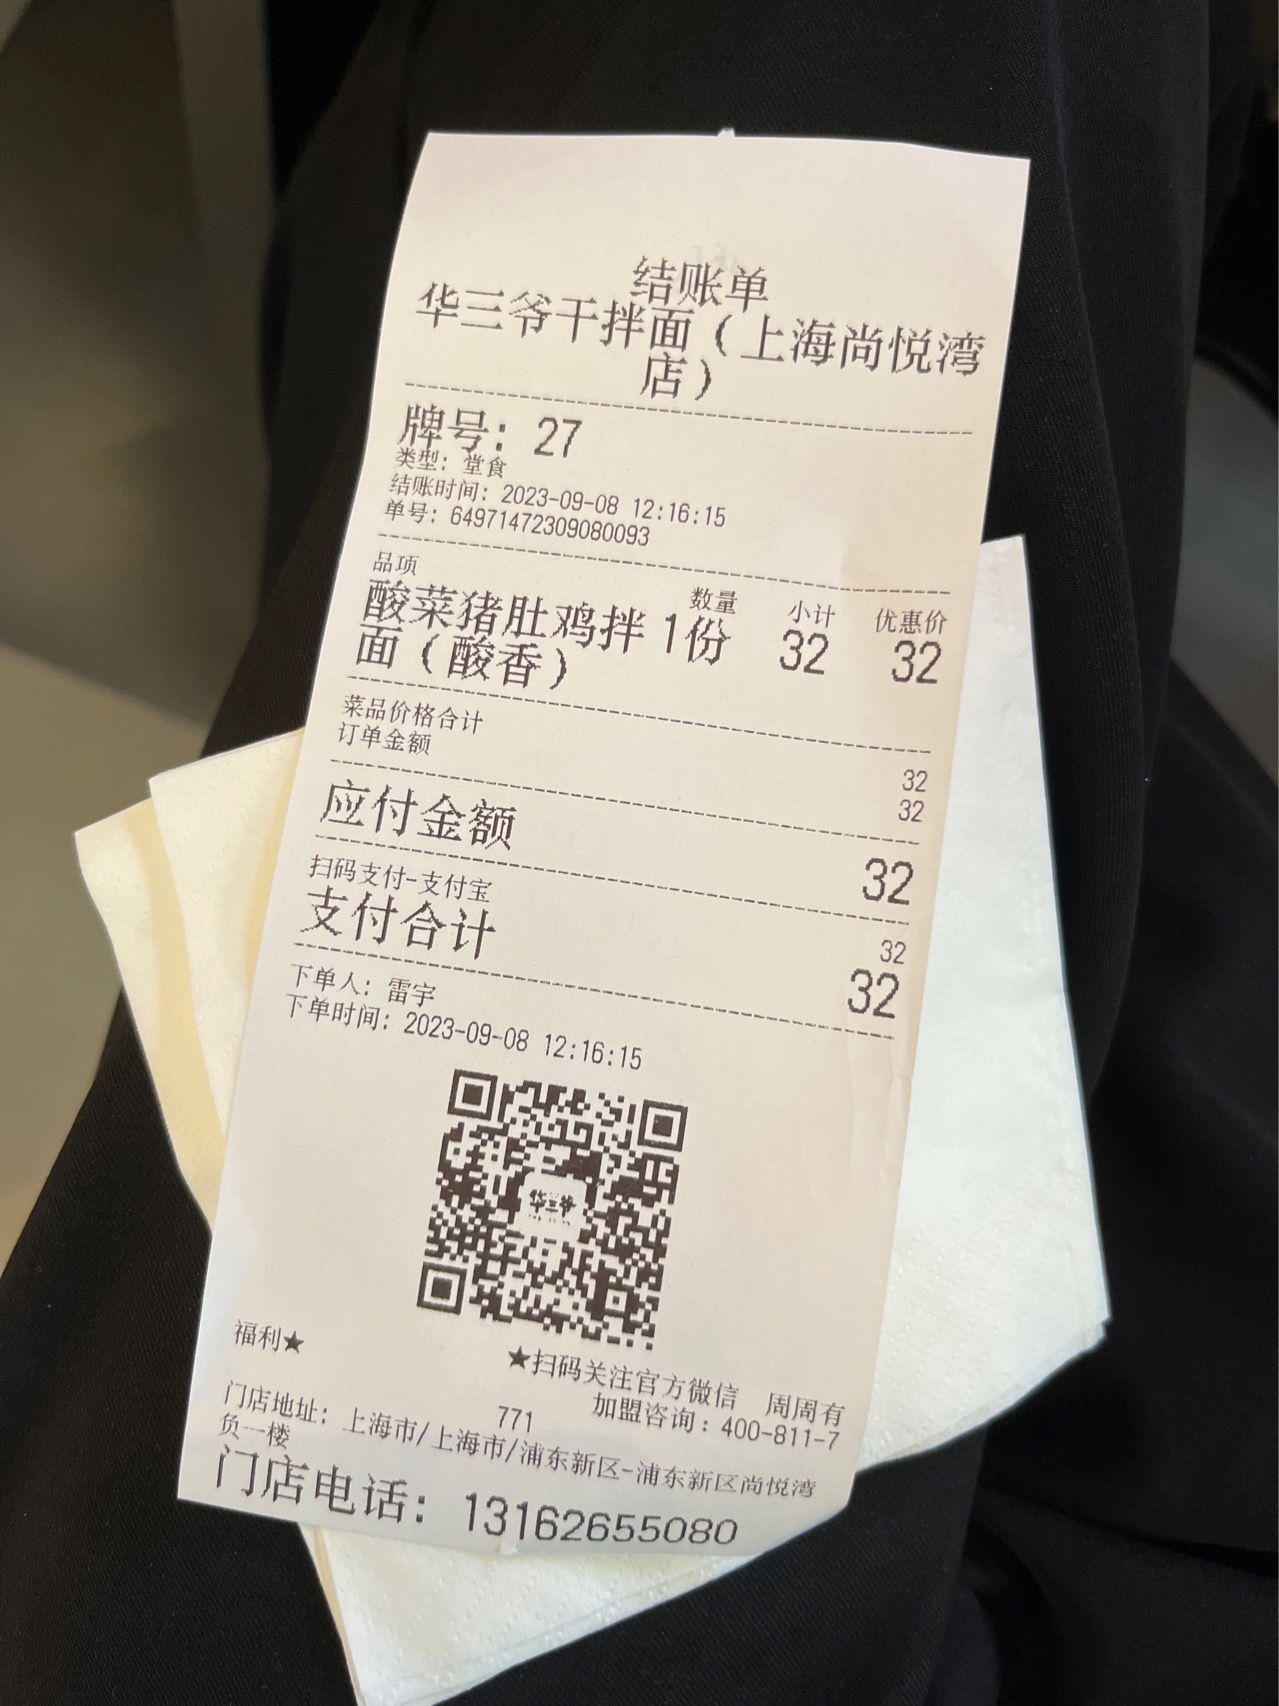 结账单
华三爷干拌面（上海尚悦湾
店）
牌号：27
类型：堂食
结账时间：2023-09-08 12:16:15
单号：64971472309080093
品项 数量 小计 优惠价
酸菜猪肚鸡拌 1份 32 32
面（酸香）
菜品价格合计 32
订单金额 32
应付金额 32
扫码支付-支付宝 32
支付合计 32
下单人：雷宇
下单时间：2023-09-08 12:16:15
华三爷
★扫码关注官方微信 周周有
福利★
加盟咨询：400-811-7
771
门店地址：上海市/上海市/浦东新区-浦东新区尚悦湾
负一楼
门店电话：13162655080